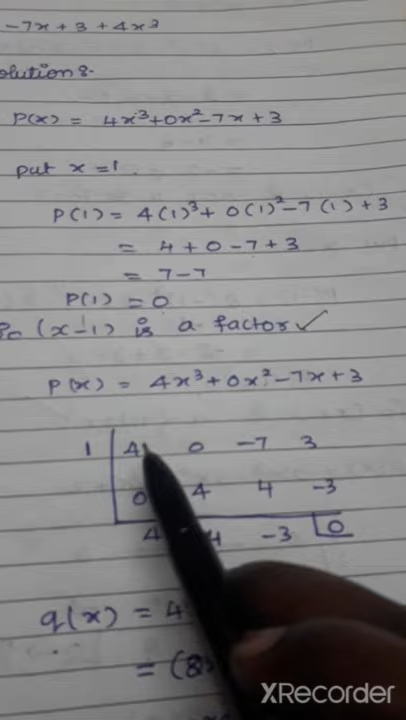 -7x + 3 + 4x³
olution 8-
P(x) = 4x³+0x²-7x+3
put x=1.
P(1) = 4(1)³+ 0(1)²-7(1)+3
= 4+0-7+3
= 7-7
P(1) = 0
So (x-1) is a factor ✓
P(x) = 4x³+0x²-7x+3
1 4 0 -7 3
0 4 4 -3
4 4 -3 0
q(x) = 4
= (8
XRecorder